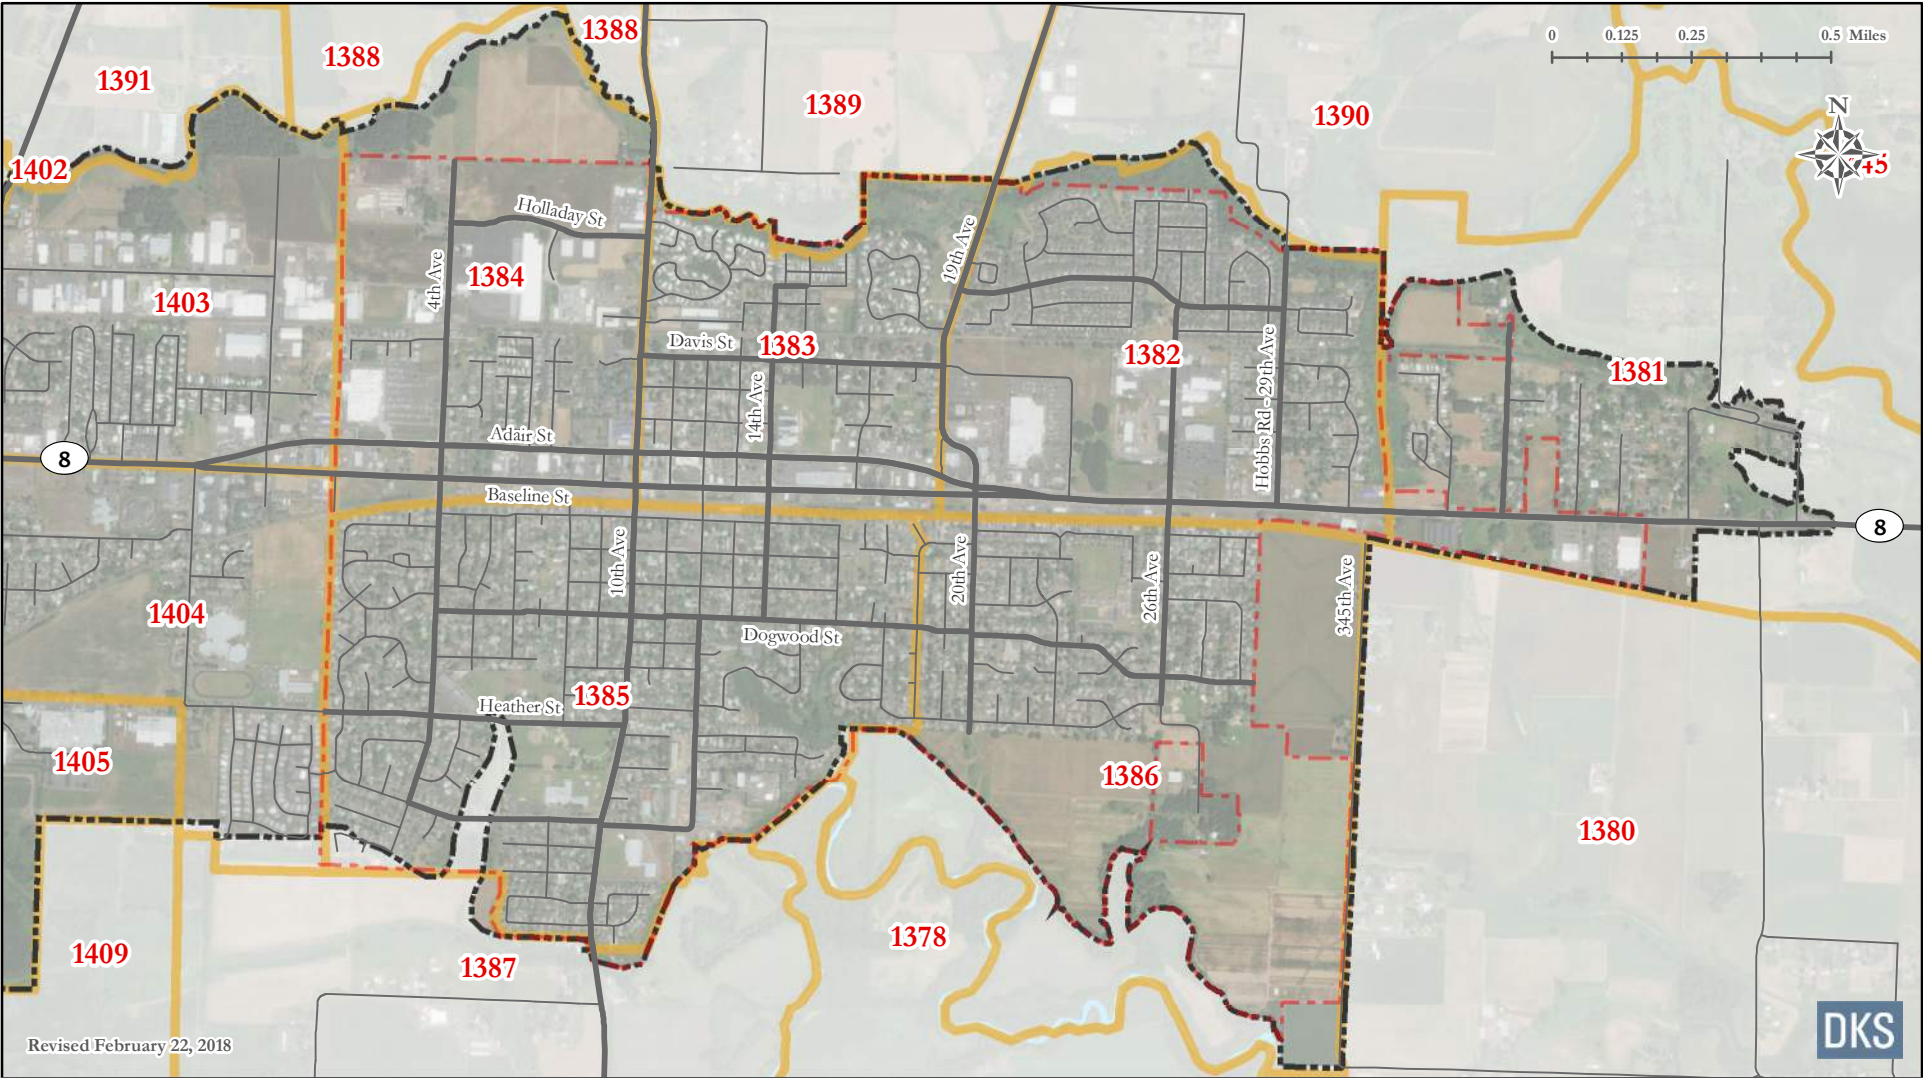 1388
1388
0 0.125 0.25 0.5 Miles
1391
1389
1390
N
1402
45
Holladay St
19th Ave
4th Ave
1384
1403
Davis St
1383
1382
Hobbs Rd - 29th Ave
1381
14th Ave
Adair St
8
Baseline St
8
10th Ave
20th Ave
26th Ave
345th Ave
1404
Dogwood St
1385
Heather St
1405
1386
1380
1378
1409
1387
Revised February 22, 2018
DKS